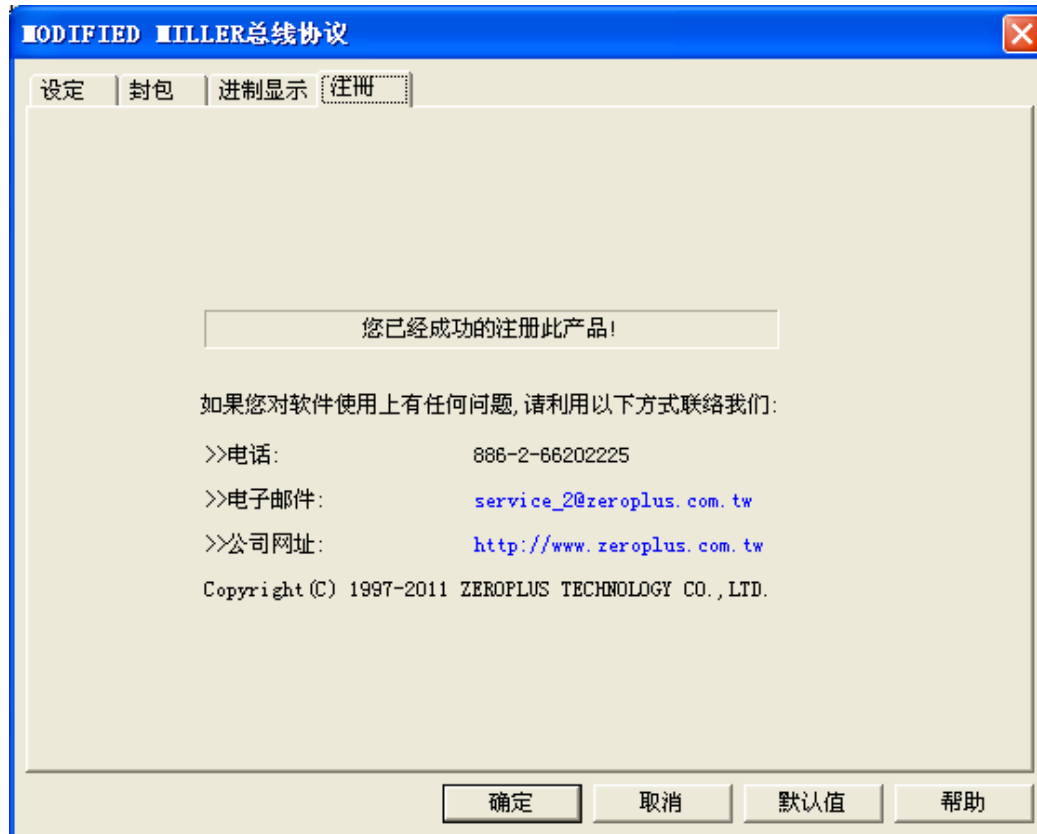 MODIFIED MILLER总线协议
设定 封包 进制显示 注册
您已经成功的注册此产品!
如果您对软件使用上有任何问题,请利用以下方式联络我们:
>>电话: 886-2-66202225
>>电子邮件: service_2@zeroplus.com.tw
>>公司网址: http://www.zeroplus.com.tw
Copyright(C) 1997-2011 ZEROPLUS TECHNOLOGY CO.,LTD.
确定 取消 默认值 帮助